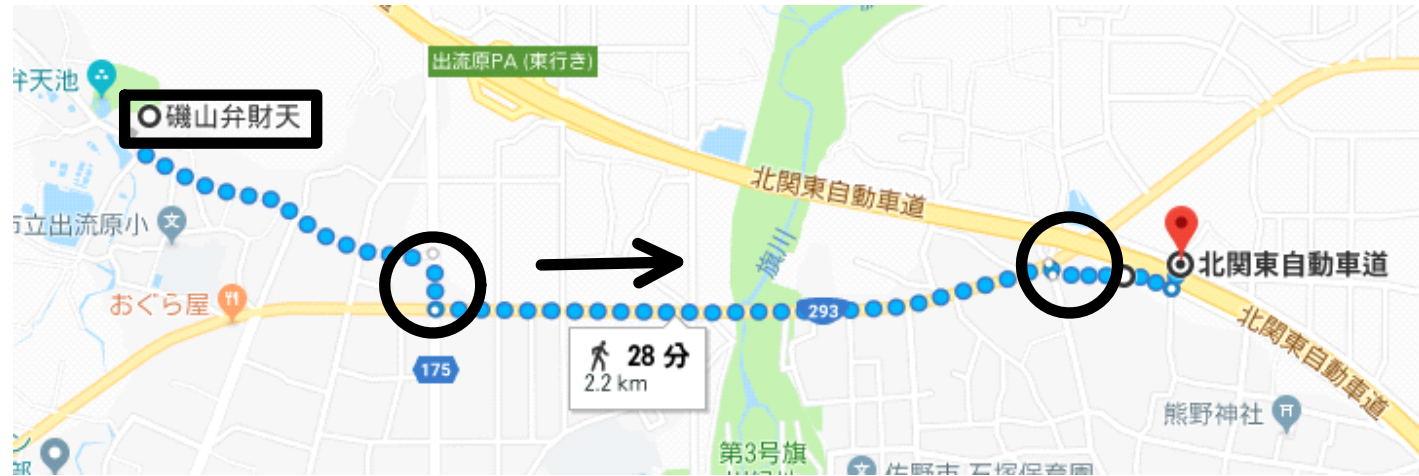 出流原PA (東行き)
弁天池
磯山弁財天
北関東自動車道
市立出流原小
旗川
北関東自動車道
おぐら屋
293
北関東自動車道
28 分
2.2 km
175
熊野神社
第3号旗
佐野市 石塚保育園
部